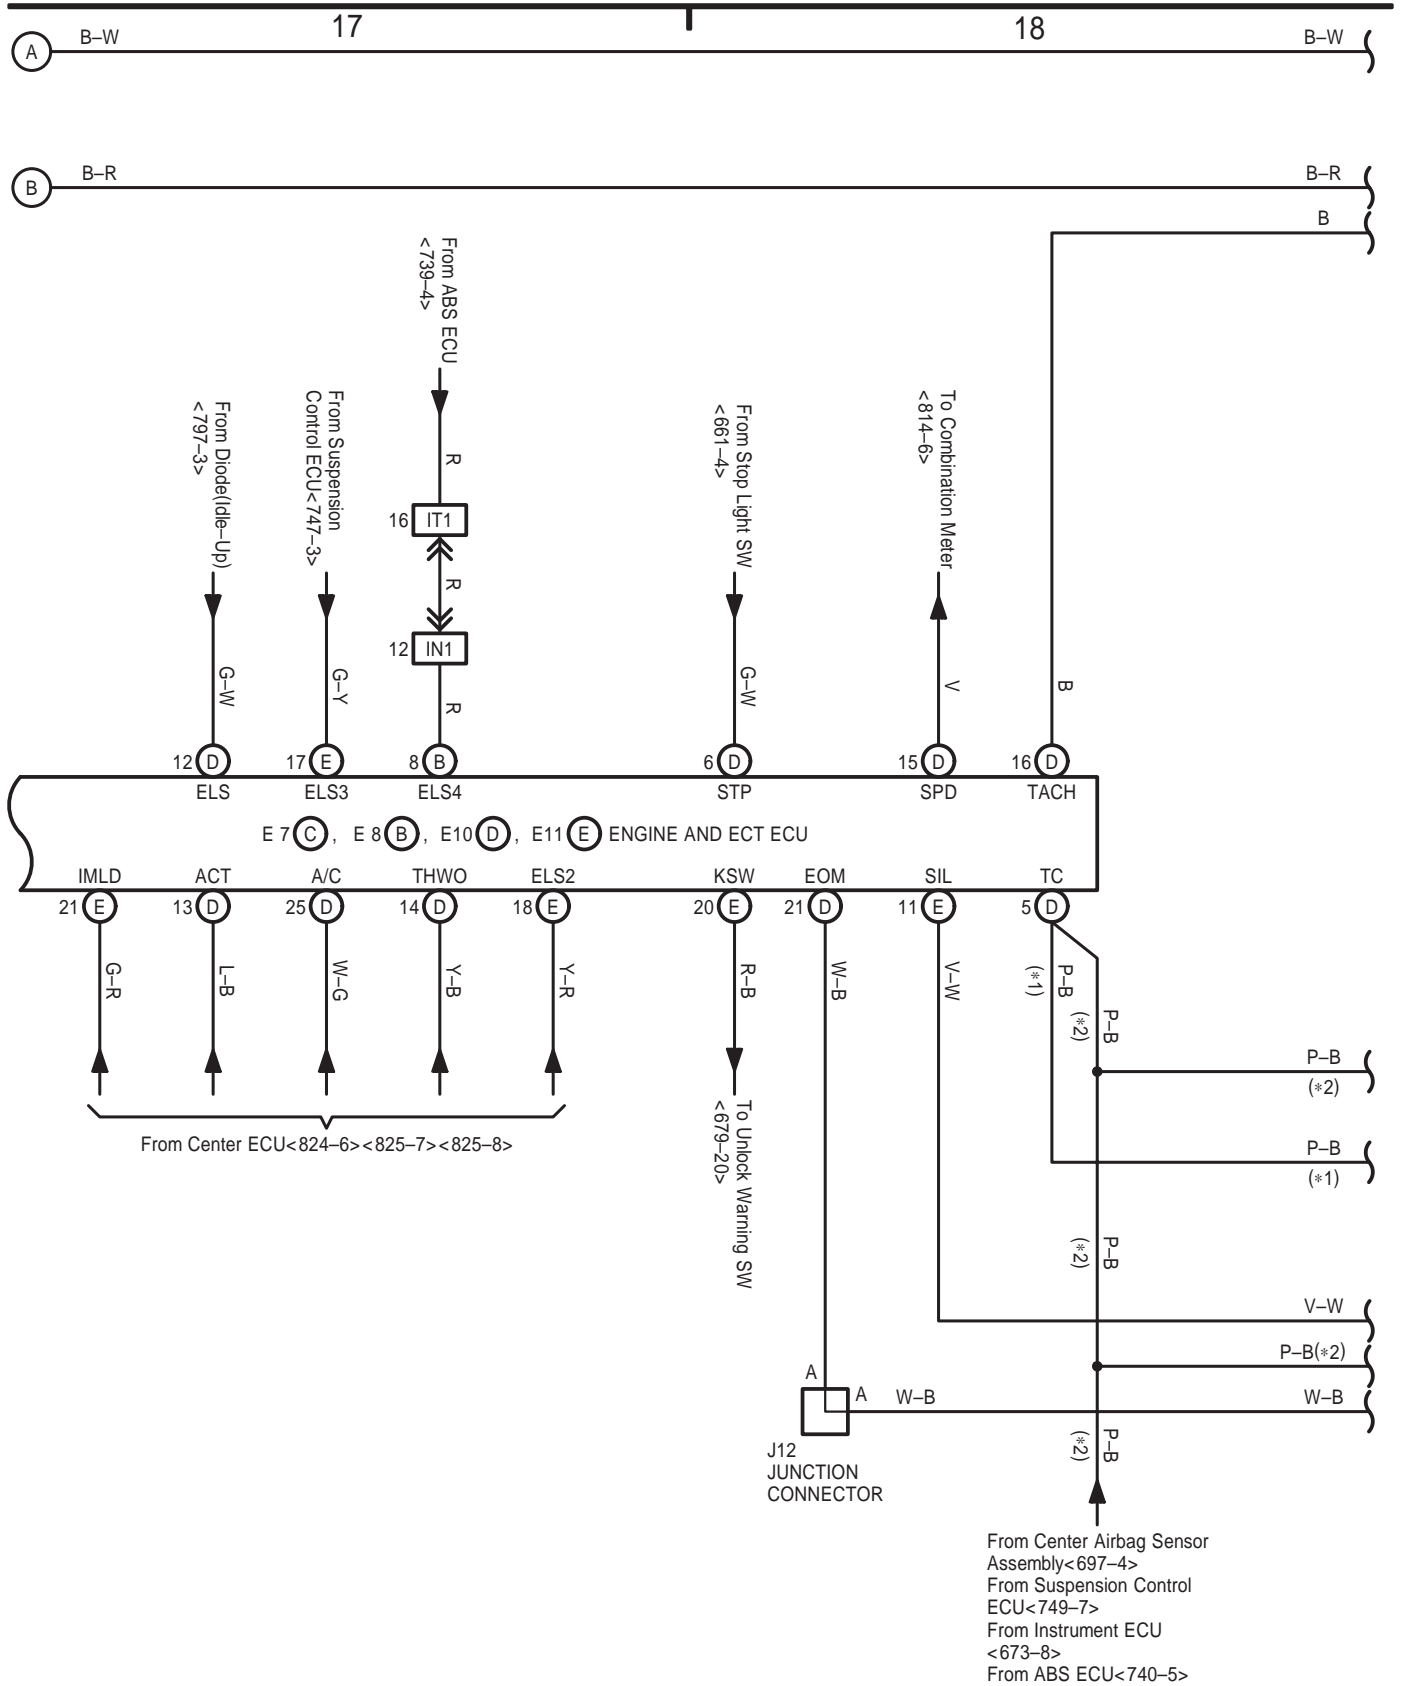 17
18
A
B–W
B–W
B
B–R
B–R
B
From ABS ECU
<739–4>
From Diode(Idle–Up)
<797–3>
From Suspension
Control ECU<747–3>
From Stop Light SW
<661–4>
To Combination Meter
<814–6>
R
16 IT1
R
12 IN1
G–W
G–Y
R
G–W
V
B
12 D
17 E
8 B
6 D
15 D
16 D
ELS
ELS3
ELS4
STP
SPD
TACH
E 7 C , E 8 B , E10 D , E11 E ENGINE AND ECT ECU
IMLD
ACT
A/C
THWO
ELS2
KSW
EOM
SIL
TC
21 E
13 D
25 D
14 D
18 E
20 E
21 D
11 E
5 D
G–R
L–B
W–G
Y–B
Y–R
R–B
W–B
V–W
P–B
(*1)
P–B
(*2)
P–B
(*2)
From Center ECU<824–6><825–7><825–8>
To Unlock Warning SW
<679–20>
P–B
(*1)
P–B
(*2)
V–W
P–B(*2)
A
A
W–B
W–B
J12
JUNCTION
CONNECTOR
P–B
(*2)
From Center Airbag Sensor
Assembly<697–4>
From Suspension Control
ECU<749–7>
From Instrument ECU
<673–8>
From ABS ECU<740–5>